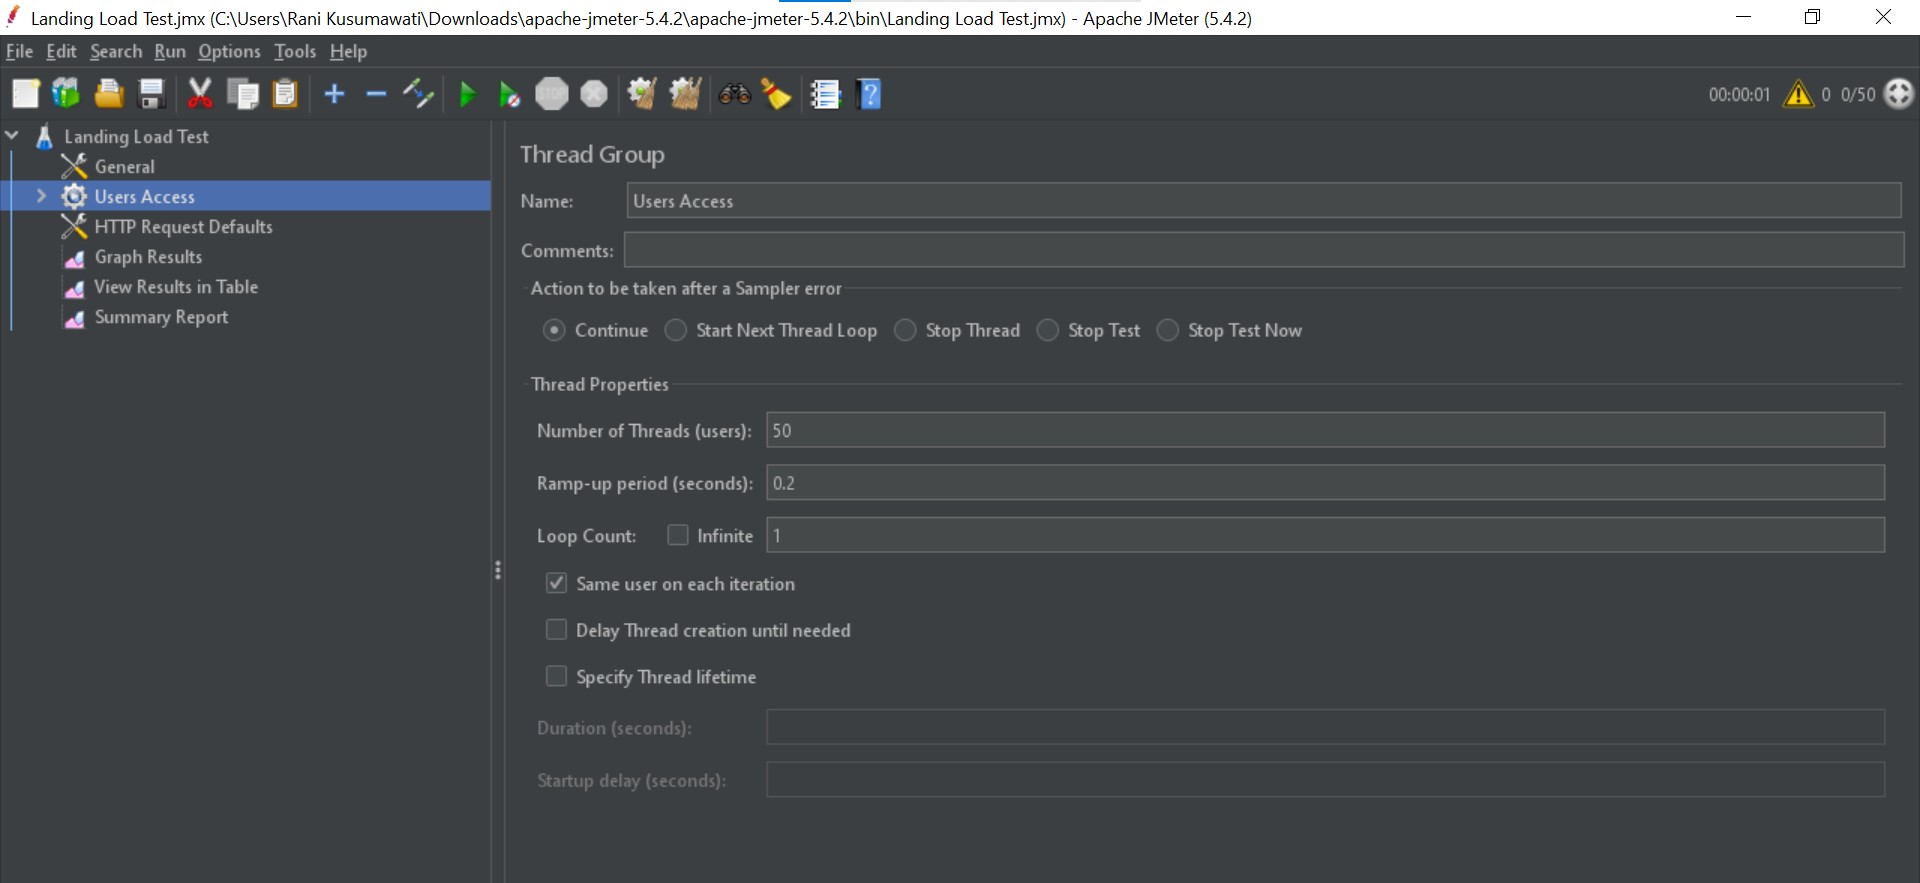 Landing Load Test.jmx (C:\Users\Rani Kusumawati\Downloads\apache-jmeter-5.4.2\apache-jmeter-5.4.2\bin\Landing Load Test.jmx) - Apache JMeter (5.4.2)
File Edit Search Run Options Tools Help
STOP
00:00:01 0 0/50
Landing Load Test
General
Users Access
HTTP Request Defaults
Graph Results
View Results in Table
Summary Report
Thread Group
Name: Users Access
Comments:
Action to be taken after a Sampler error
Continue Start Next Thread Loop Stop Thread Stop Test Stop Test Now
Thread Properties
Number of Threads (users): 50
Ramp-up period (seconds): 0.2
Loop Count: Infinite 1
Same user on each iteration
Delay Thread creation until needed
Specify Thread lifetime
Duration (seconds):
Startup delay (seconds):